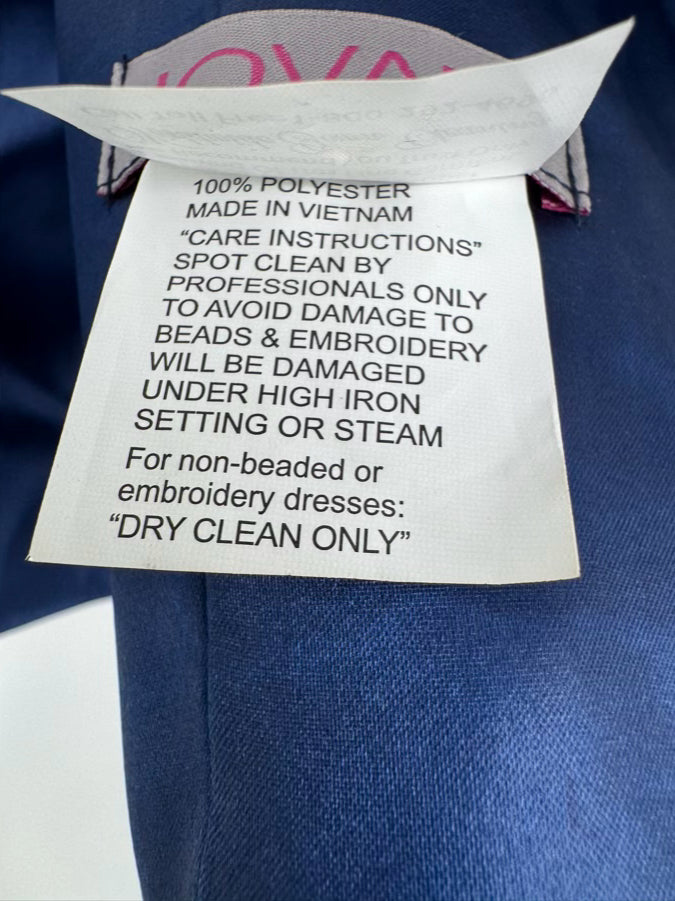 100% POLYESTER
MADE IN VIETNAM
“CARE INSTRUCTIONS”
SPOT CLEAN BY
PROFESSIONALS ONLY
TO AVOID DAMAGE TO
BEADS & EMBROIDERY
WILL BE DAMAGED
UNDER HIGH IRON
SETTING OR STEAM
For non-beaded or
embroidery dresses:
“DRY CLEAN ONLY”